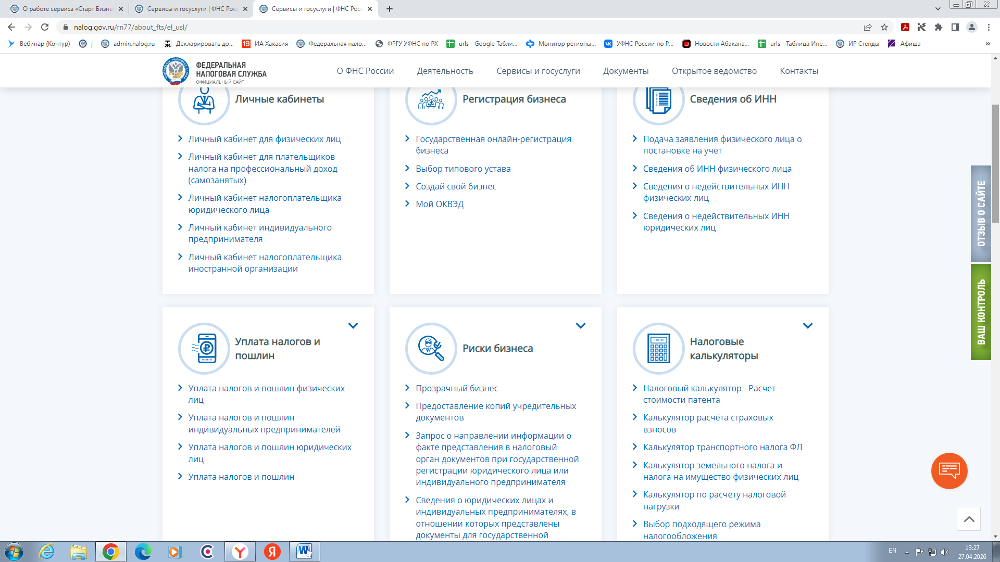 О работе сервиса «Старт Бизне
Сервисы и госуслуги | ФНС Росс
Сервисы и госуслуги | ФНС Росс
nalog.gov.ru/rn77/about_fts/el_usl/
Вебинар (Контур)
j
admin.nalog.ru
Декларировать до...
ИА Хакасия
Федеральная нало...
ФРГУ УФНС по РХ
urls - Google Табли...
Монитор регионы...
УФНС России по Р...
Новости Абакана...
urls - Таблица Ине...
ИР Стенды
Афиша
ФЕДЕРАЛЬНАЯ
НАЛОГОВАЯ СЛУЖБА
ОФИЦИАЛЬНЫЙ САЙТ
О ФНС России
Деятельность
Сервисы и госуслуги
Документы
Открытое ведомство
Контакты
Личные кабинеты
Личный кабинет для физических лиц
Личный кабинет для плательщиков
налога на профессиональный доход
(самозанятых)
Личный кабинет налогоплательщика
юридического лица
Личный кабинет индивидуального
предпринимателя
Личный кабинет налогоплательщика
иностранной организации
Регистрация бизнеса
Государственная онлайн-регистрация
бизнеса
Выбор типового устава
Создай свой бизнес
Мой ОКВЭД
Сведения об ИНН
Подача заявления физического лица о
постановке на учет
Сведения об ИНН физического лица
Сведения о недействительных ИНН
физических лиц
Сведения о недействительных ИНН
юридических лиц
ОТЗЫВ О САЙТЕ
ВАШ КОНТРОЛЬ
Уплата налогов и
пошлин
Уплата налогов и пошлин физических
лиц
Уплата налогов и пошлин
индивидуальных предпринимателей
Уплата налогов и пошлин юридических
лиц
Уплата налогов и пошлин
Риски бизнеса
Прозрачный бизнес
Предоставление копий учредительных
документов
Запрос о направлении информации о
факте представления в налоговый
орган документов при государственной
регистрации юридического лица или
индивидуального предпринимателя
Сведения о юридических лицах и
индивидуальных предпринимателях, в
отношении которых представлены
документы для государственной
Налоговые
калькуляторы
Налоговый калькулятор - Расчет
стоимости патента
Калькулятор расчёта страховых
взносов
Калькулятор транспортного налога ФЛ
Калькулятор земельного налога и
налога на имущество физических лиц
Калькулятор по расчету налоговой
нагрузки
Выбор подходящего режима
налогообложения
EN
13:27
27.04.2026